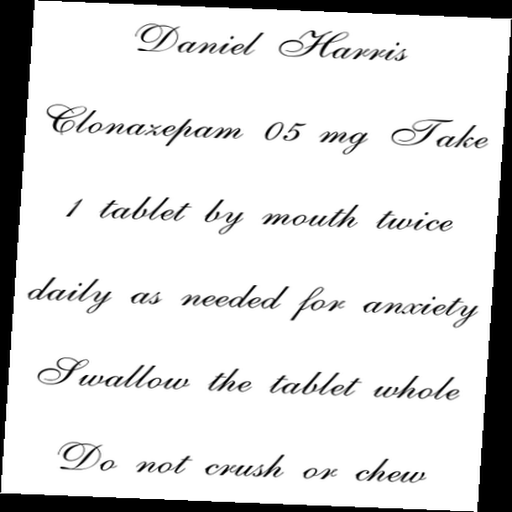 Daniel Harris
Clonazepam 05 mg Take
1 tablet by mouth twice
daily as needed for anxiety
Swallow the tablet whole
Do not crush or chew